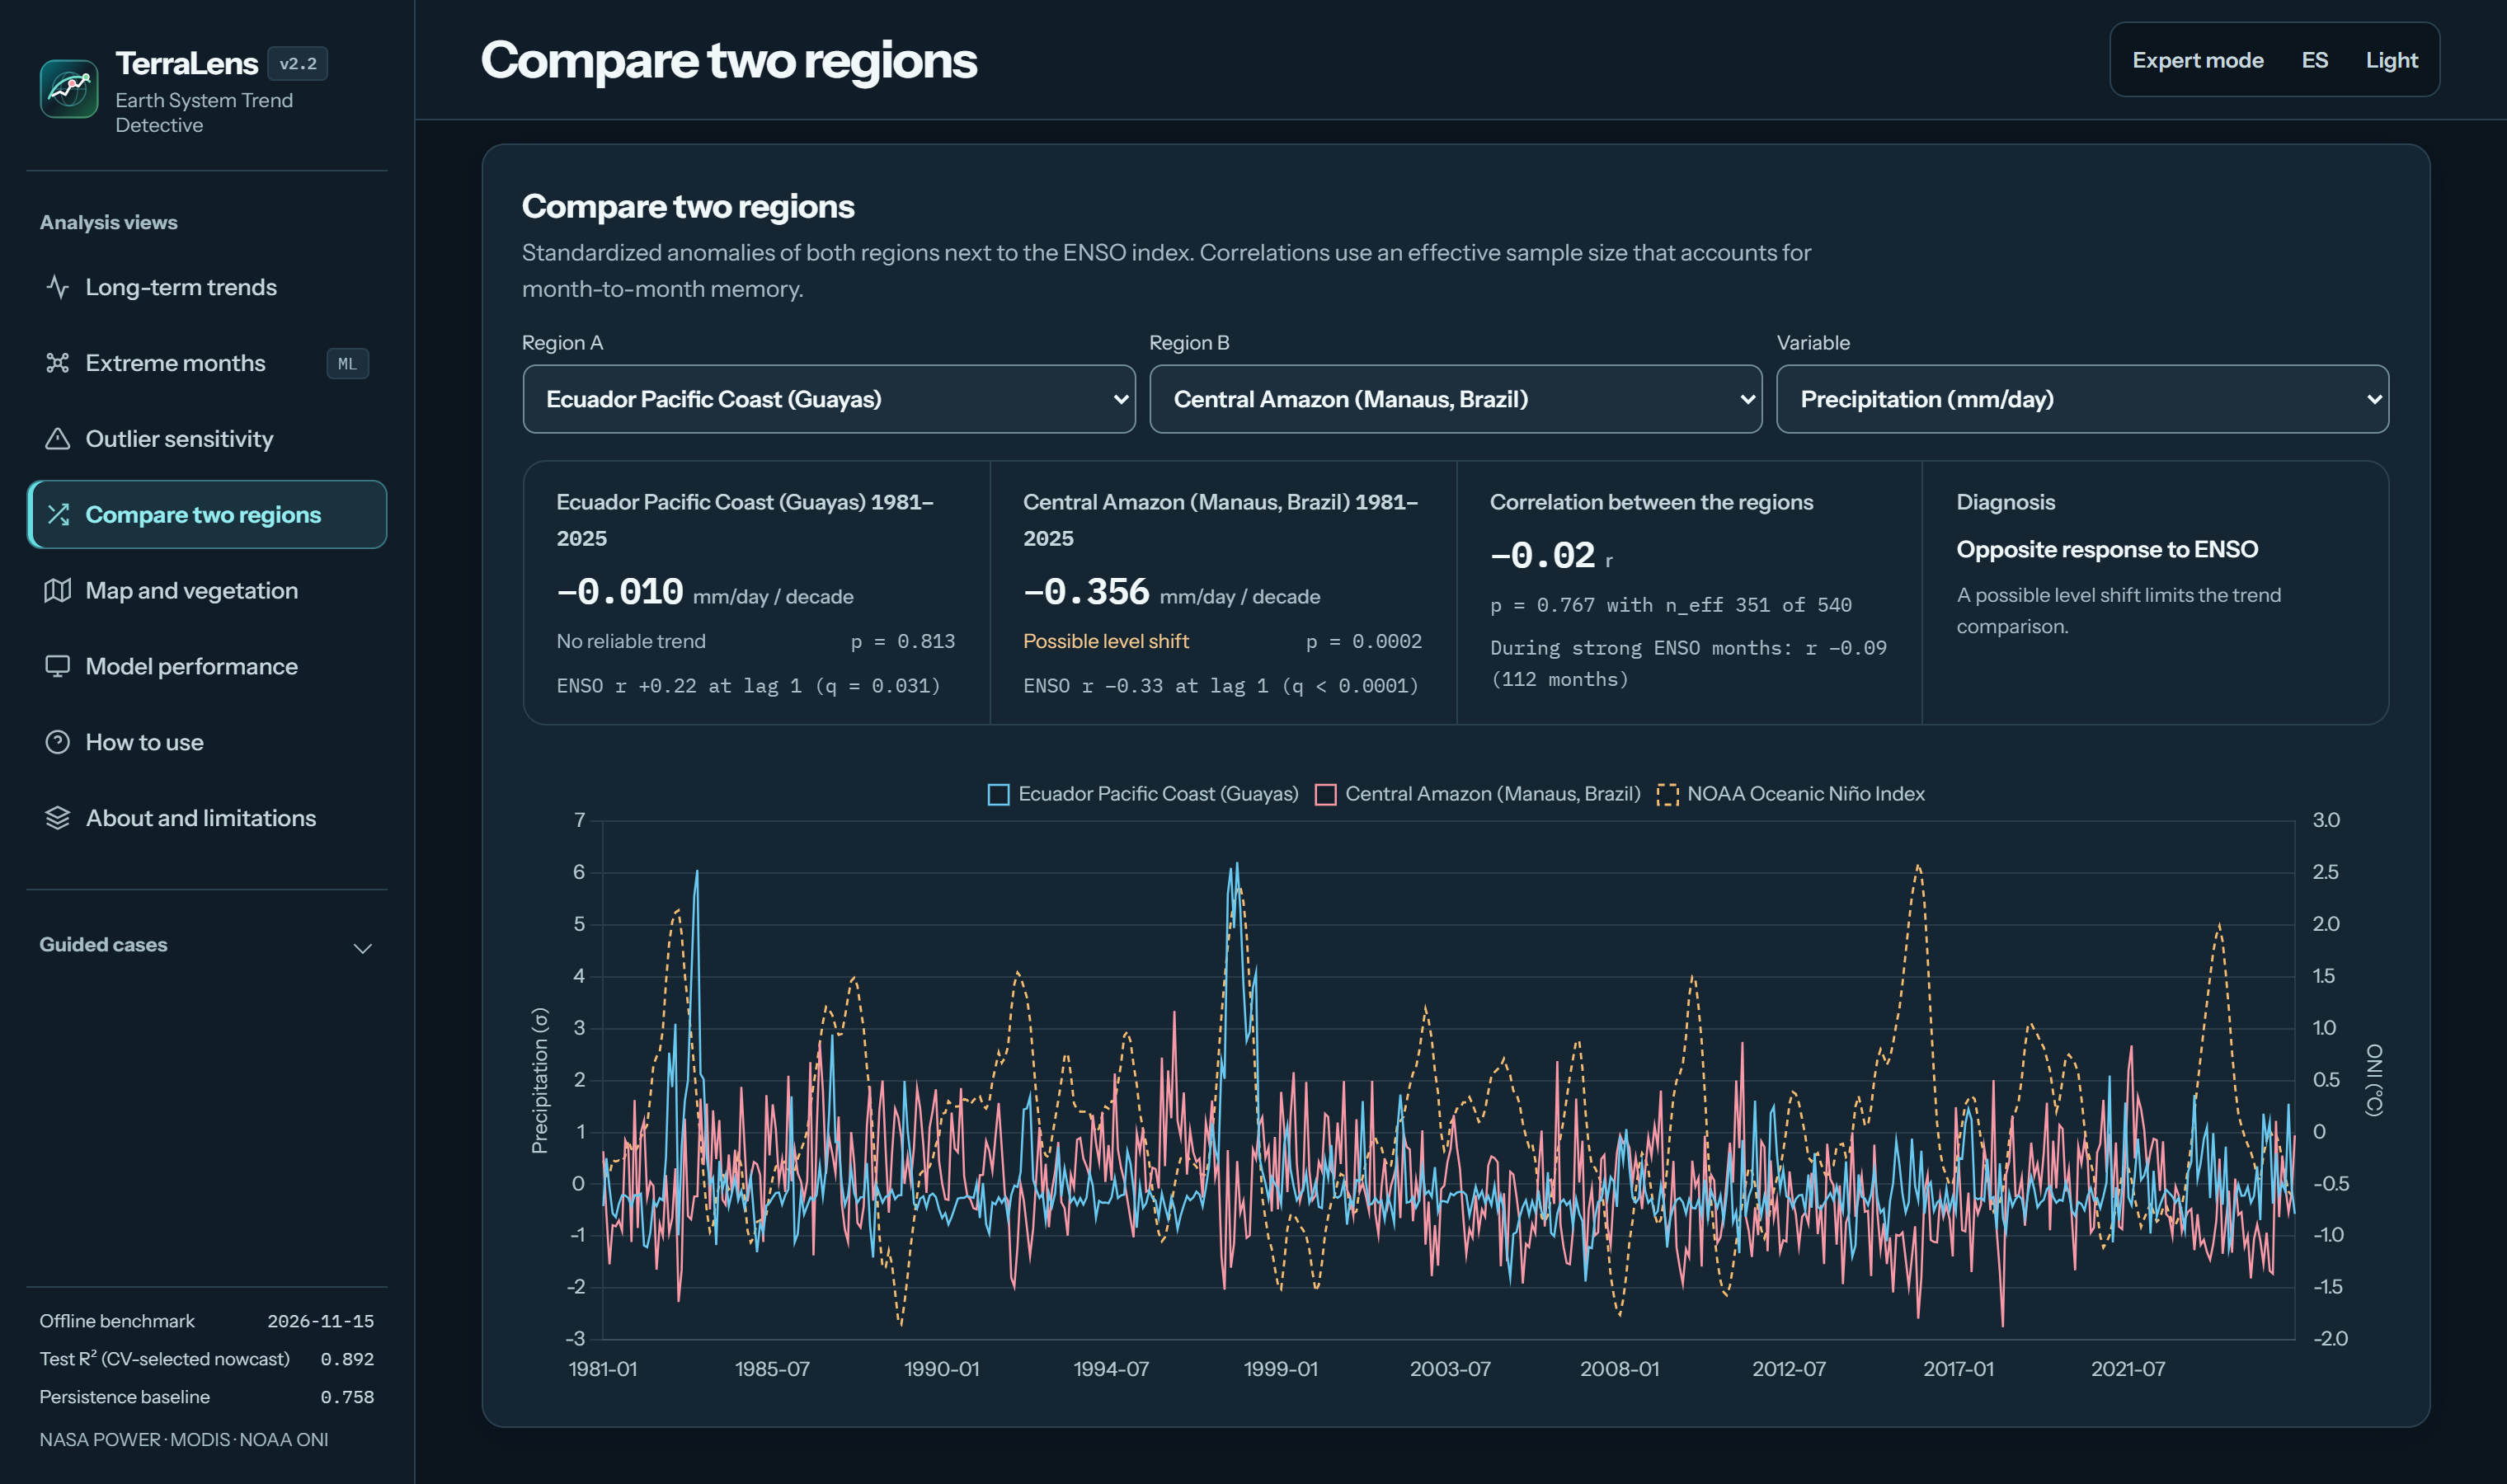 TerraLens v2.2
Earth System Trend
Detective
Analysis views
Long-term trends
Extreme months ML
Outlier sensitivity
Compare two regions
Map and vegetation
Model performance
How to use
About and limitations
Guided cases
Offline benchmark 2026-11-15
Test R² (CV-selected nowcast) 0.892
Persistence baseline 0.758
NASA POWER · MODIS · NOAA ONI
Compare two regions
Expert mode ES Light
Compare two regions
Standardized anomalies of both regions next to the ENSO index. Correlations use an effective sample size that accounts for
month-to-month memory.
Region A
Ecuador Pacific Coast (Guayas)
Region B
Central Amazon (Manaus, Brazil)
Variable
Precipitation (mm/day)
Ecuador Pacific Coast (Guayas) 1981–
2025
−0.010 mm/day / decade
No reliable trend p = 0.813
ENSO r +0.22 at lag 1 (q = 0.031)
Central Amazon (Manaus, Brazil) 1981–
2025
−0.356 mm/day / decade
Possible level shift p = 0.0002
ENSO r −0.33 at lag 1 (q < 0.0001)
Correlation between the regions
−0.02 r
p = 0.767 with n_eff 351 of 540
During strong ENSO months: r −0.09
(112 months)
Diagnosis
Opposite response to ENSO
A possible level shift limits the trend
comparison.
Ecuador Pacific Coast (Guayas) Central Amazon (Manaus, Brazil) NOAA Oceanic Niño Index
Precipitation (σ)
7
6
5
4
3
2
1
0
-1
-2
-3
3.0
2.5
2.0
1.5
1.0
0.5
0
-0.5
-1.0
-1.5
-2.0
ONI (°C)
1981-01 1985-07 1990-01 1994-07 1999-01 2003-07 2008-01 2012-07 2017-01 2021-07